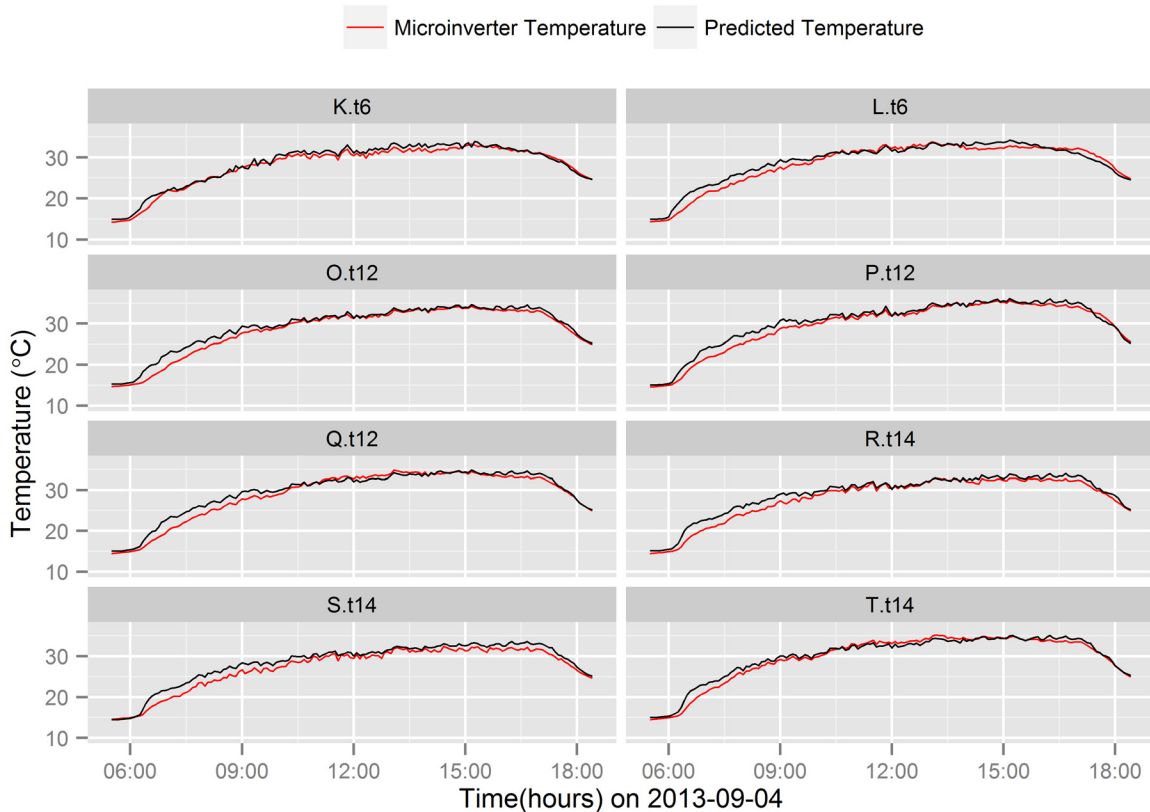 Microinverter Temperature Predicted Temperature
K.t6 L.t6
30
20
10
O.t12 P.t12
30
20
10
Q.t12 R.t14
30
20
10
S.t14 T.t14
30
20
10
Temperature (°C)
06:00 09:00 12:00 15:00 18:00 06:00 09:00 12:00 15:00 18:00
Time(hours) on 2013-09-04